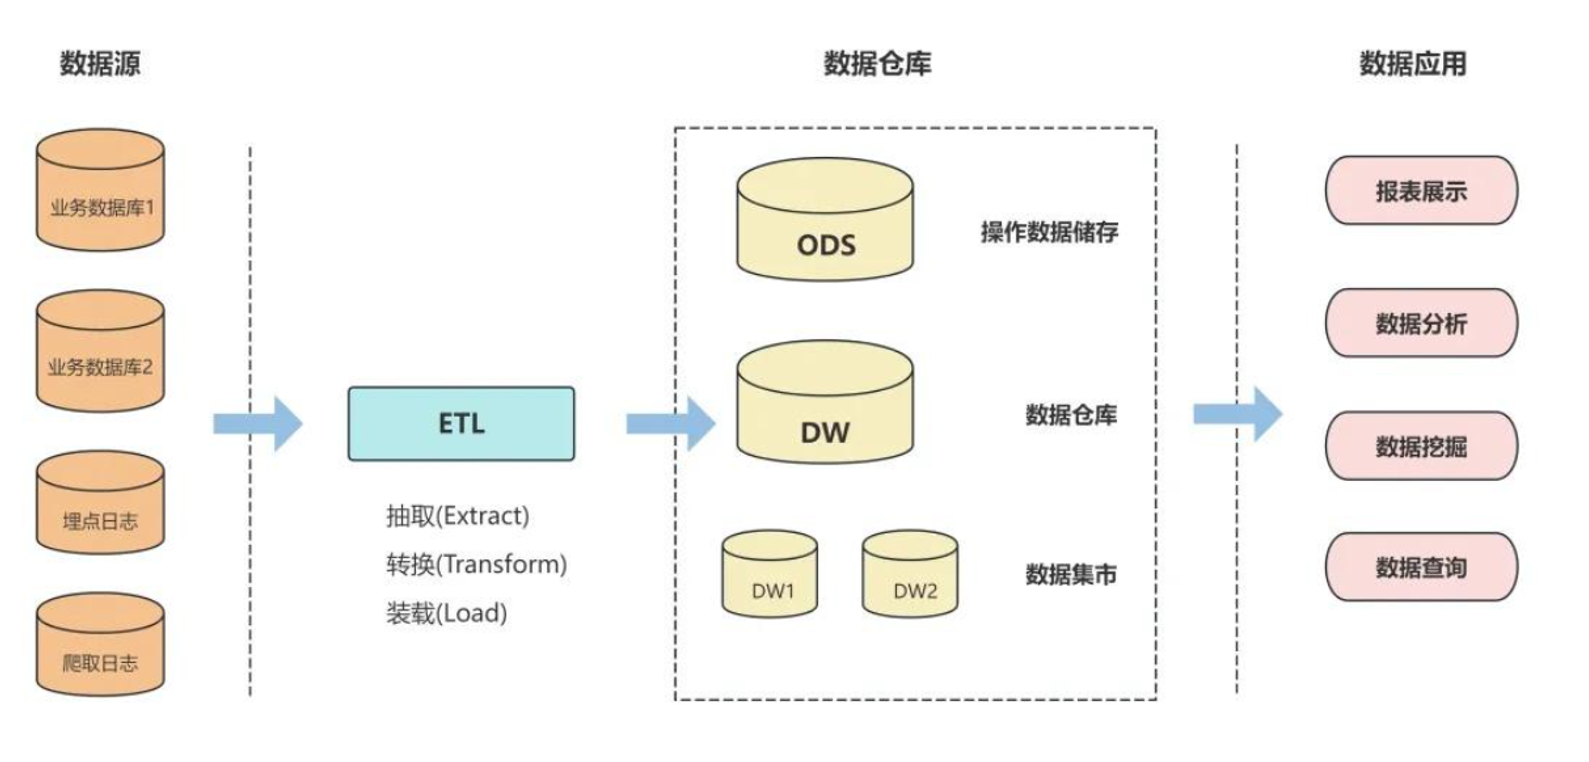 数据源
业务数据库1
业务数据库2
埋点日志
爬取日志
ETL
抽取(Extract)
转换(Transform)
装载(Load)
数据仓库
ODS
操作数据储存
DW
数据仓库
DW1
DW2
数据集市
数据应用
报表展示
数据分析
数据挖掘
数据查询